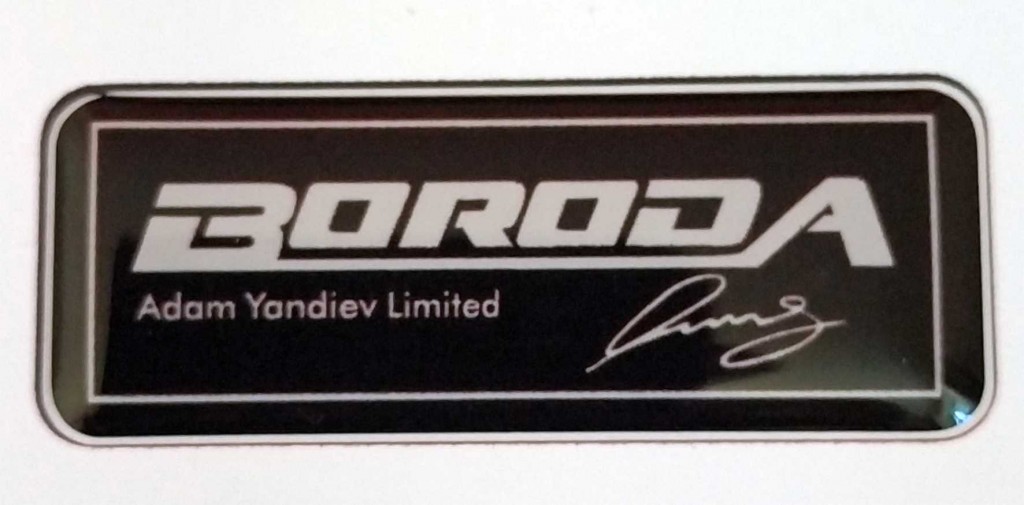 BORODA
Adam Yandiev Limited